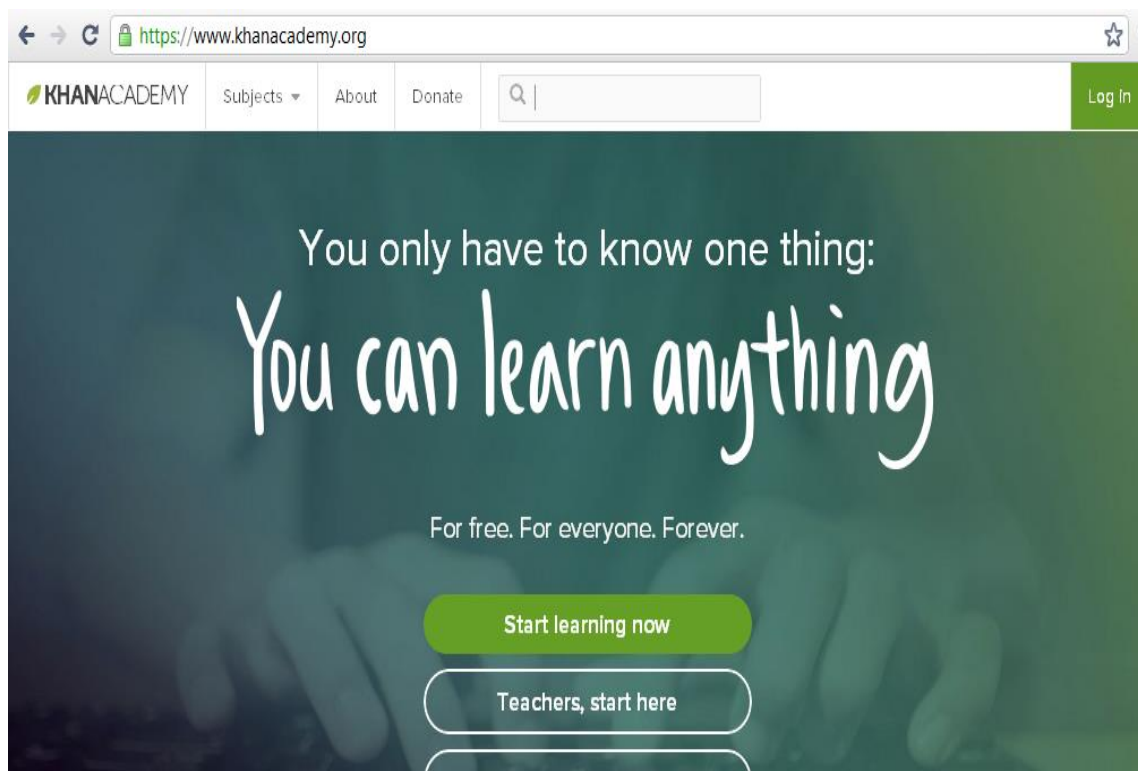 https://www.khanacademy.org
KHANACADEMY Subjects About Donate Log In
You only have to know one thing:
You can learn anything
For free. For everyone. Forever.
Start learning now
Teachers, start here